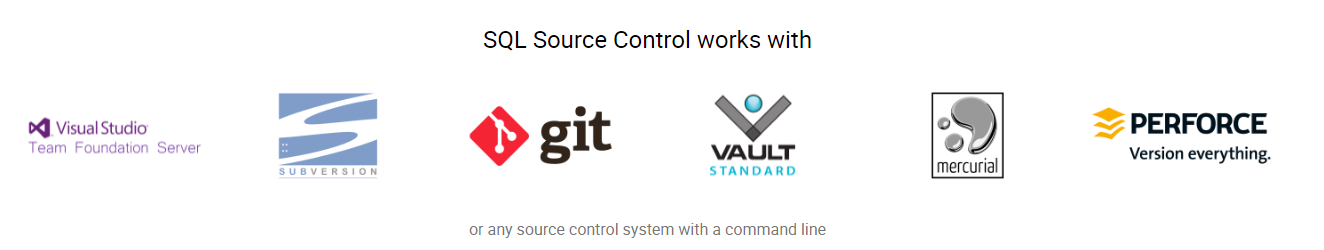 SQL Source Control works with
Visual Studio
Team Foundation Server
SUBVERSION
git
VAULT
STANDARD
mercurial
PERFORCE
Version everything.
or any source control system with a command line